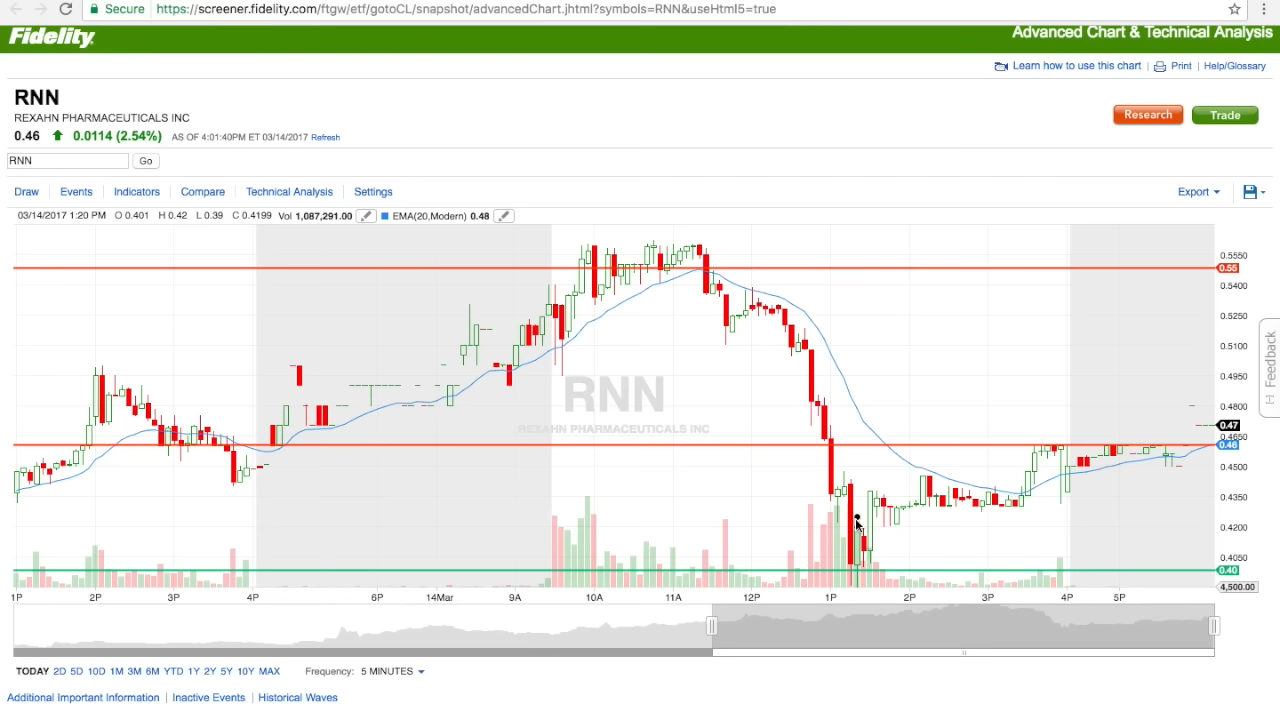 Secure https://screener.fidelity.com/ftgw/etf/gotoCL/snapshot/advancedChart.jhtml?symbols=RNN&useHtml5=true
Fidelity
Advanced Chart & Technical Analysis
Learn how to use this chart | Print | Help/Glossary
RNN
REXAHN PHARMACEUTICALS INC
0.46 0.0114 (2.54%) AS OF 4:01:40PM ET 03/14/2017 Refresh
Research Trade
RNN Go
Draw Events Indicators Compare Technical Analysis Settings Export
03/14/2017 1:20 PM O 0.401 H 0.42 L 0.39 C 0.4199 Vol 1,087,291.00 EMA(20,Modern) 0.48
0.5550
0.55
0.5400
0.5250
0.5100
0.4950
0.4800
0.47
0.4650
0.46
0.4500
0.4350
0.4200
0.4050
0.40
4,500.00
Feedback
RNN
REXAHN PHARMACEUTICALS INC
1P 2P 3P 4P 6P 14Mar 9A 10A 11A 12P 1P 2P 3P 4P 5P
TODAY 2D 5D 10D 1M 3M 6M YTD 1Y 2Y 5Y 10Y MAX Frequency: 5 MINUTES
Additional Important Information | Inactive Events | Historical Waves